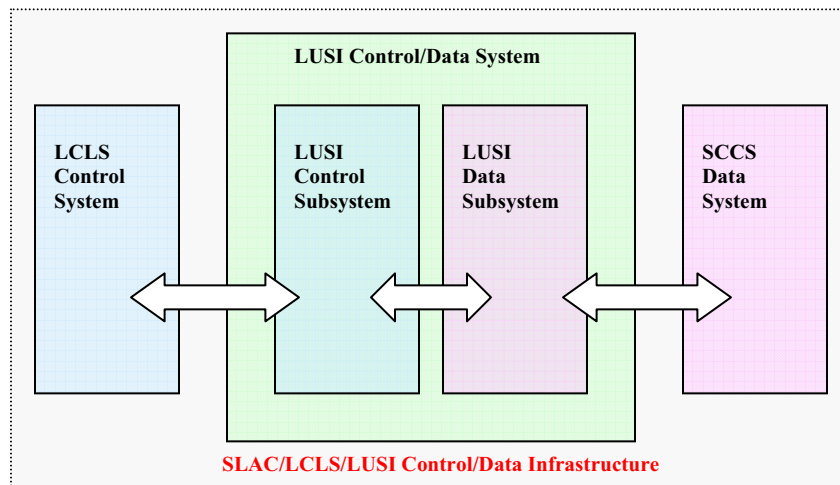 LUSI Control/Data System
LCLS
Control
System
LUSI
Control
Subsystem
LUSI
Data
Subsystem
SCCS
Data
System
SLAC/LCLS/LUSI Control/Data Infrastructure